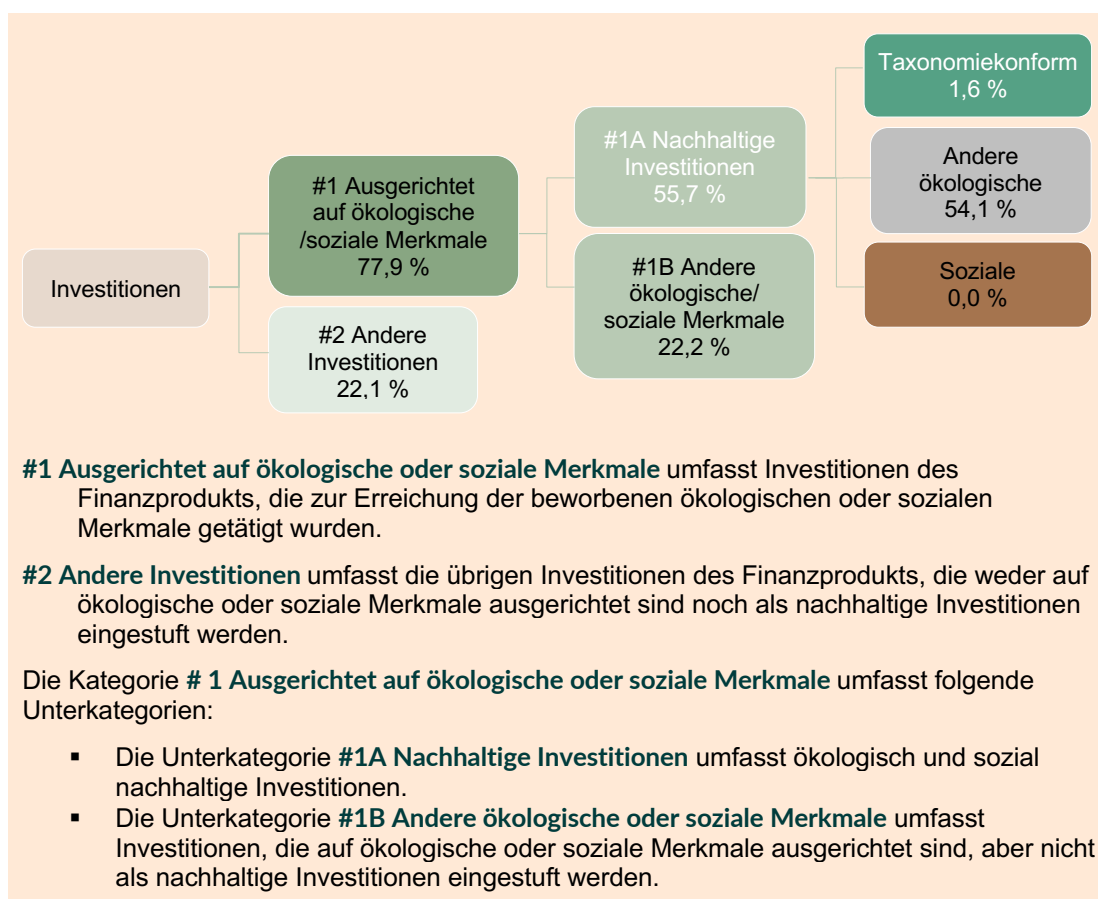 Investitionen
#1 Ausgerichtet
auf ökologische
/soziale Merkmale
77,9 %
#2 Andere
Investitionen
22,1 %
#1A Nachhaltige
Investitionen
55,7 %
#1B Andere
ökologische/
soziale Merkmale
22,2 %
Taxonomiekonform
1,6 %
Andere
ökologische
54,1 %
Soziale
0,0 %
#1 Ausgerichtet auf ökologische oder soziale Merkmale umfasst Investitionen des
Finanzprodukts, die zur Erreichung der beworbenen ökologischen oder sozialen
Merkmale getätigt wurden.
#2 Andere Investitionen umfasst die übrigen Investitionen des Finanzprodukts, die weder auf
ökologische oder soziale Merkmale ausgerichtet sind noch als nachhaltige Investitionen
eingestuft werden.
Die Kategorie # 1 Ausgerichtet auf ökologische oder soziale Merkmale umfasst folgende
Unterkategorien:
▪ Die Unterkategorie #1A Nachhaltige Investitionen umfasst ökologisch und sozial
nachhaltige Investitionen.
▪ Die Unterkategorie #1B Andere ökologische oder soziale Merkmale umfasst
Investitionen, die auf ökologische oder soziale Merkmale ausgerichtet sind, aber nicht
als nachhaltige Investitionen eingestuft werden.